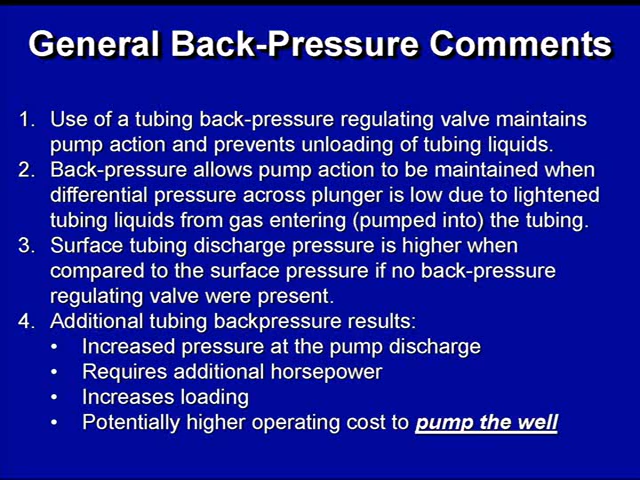 General Back-Pressure Comments
1. Use of a tubing back-pressure regulating valve maintains
pump action and prevents unloading of tubing liquids.
2. Back-pressure allows pump action to be maintained when
differential pressure across plunger is low due to lightened
tubing liquids from gas entering (pumped into) the tubing.
3. Surface tubing discharge pressure is higher when
compared to the surface pressure if no back-pressure
regulating valve were present.
4. Additional tubing backpressure results:
• Increased pressure at the pump discharge
• Requires additional horsepower
• Increases loading
• Potentially higher operating cost to pump the well